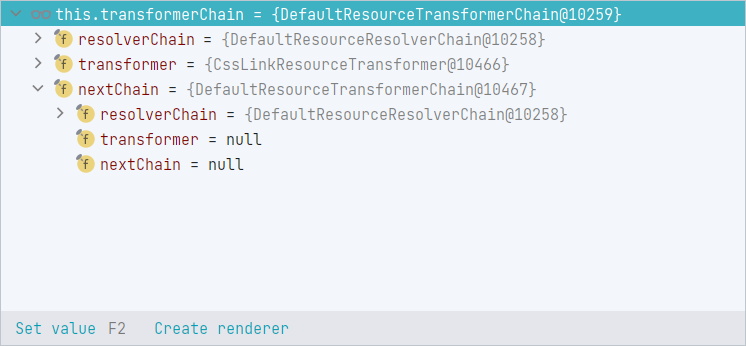 this.transformerChain = {DefaultResourceTransformerChain@10259}
f resolverChain = {DefaultResourceResolverChain@10258}
f transformer = {CssLinkResourceTransformer@10466}
f nextChain = {DefaultResourceTransformerChain@10467}
f resolverChain = {DefaultResourceResolverChain@10258}
f transformer = null
f nextChain = null
Set value F2 Create renderer